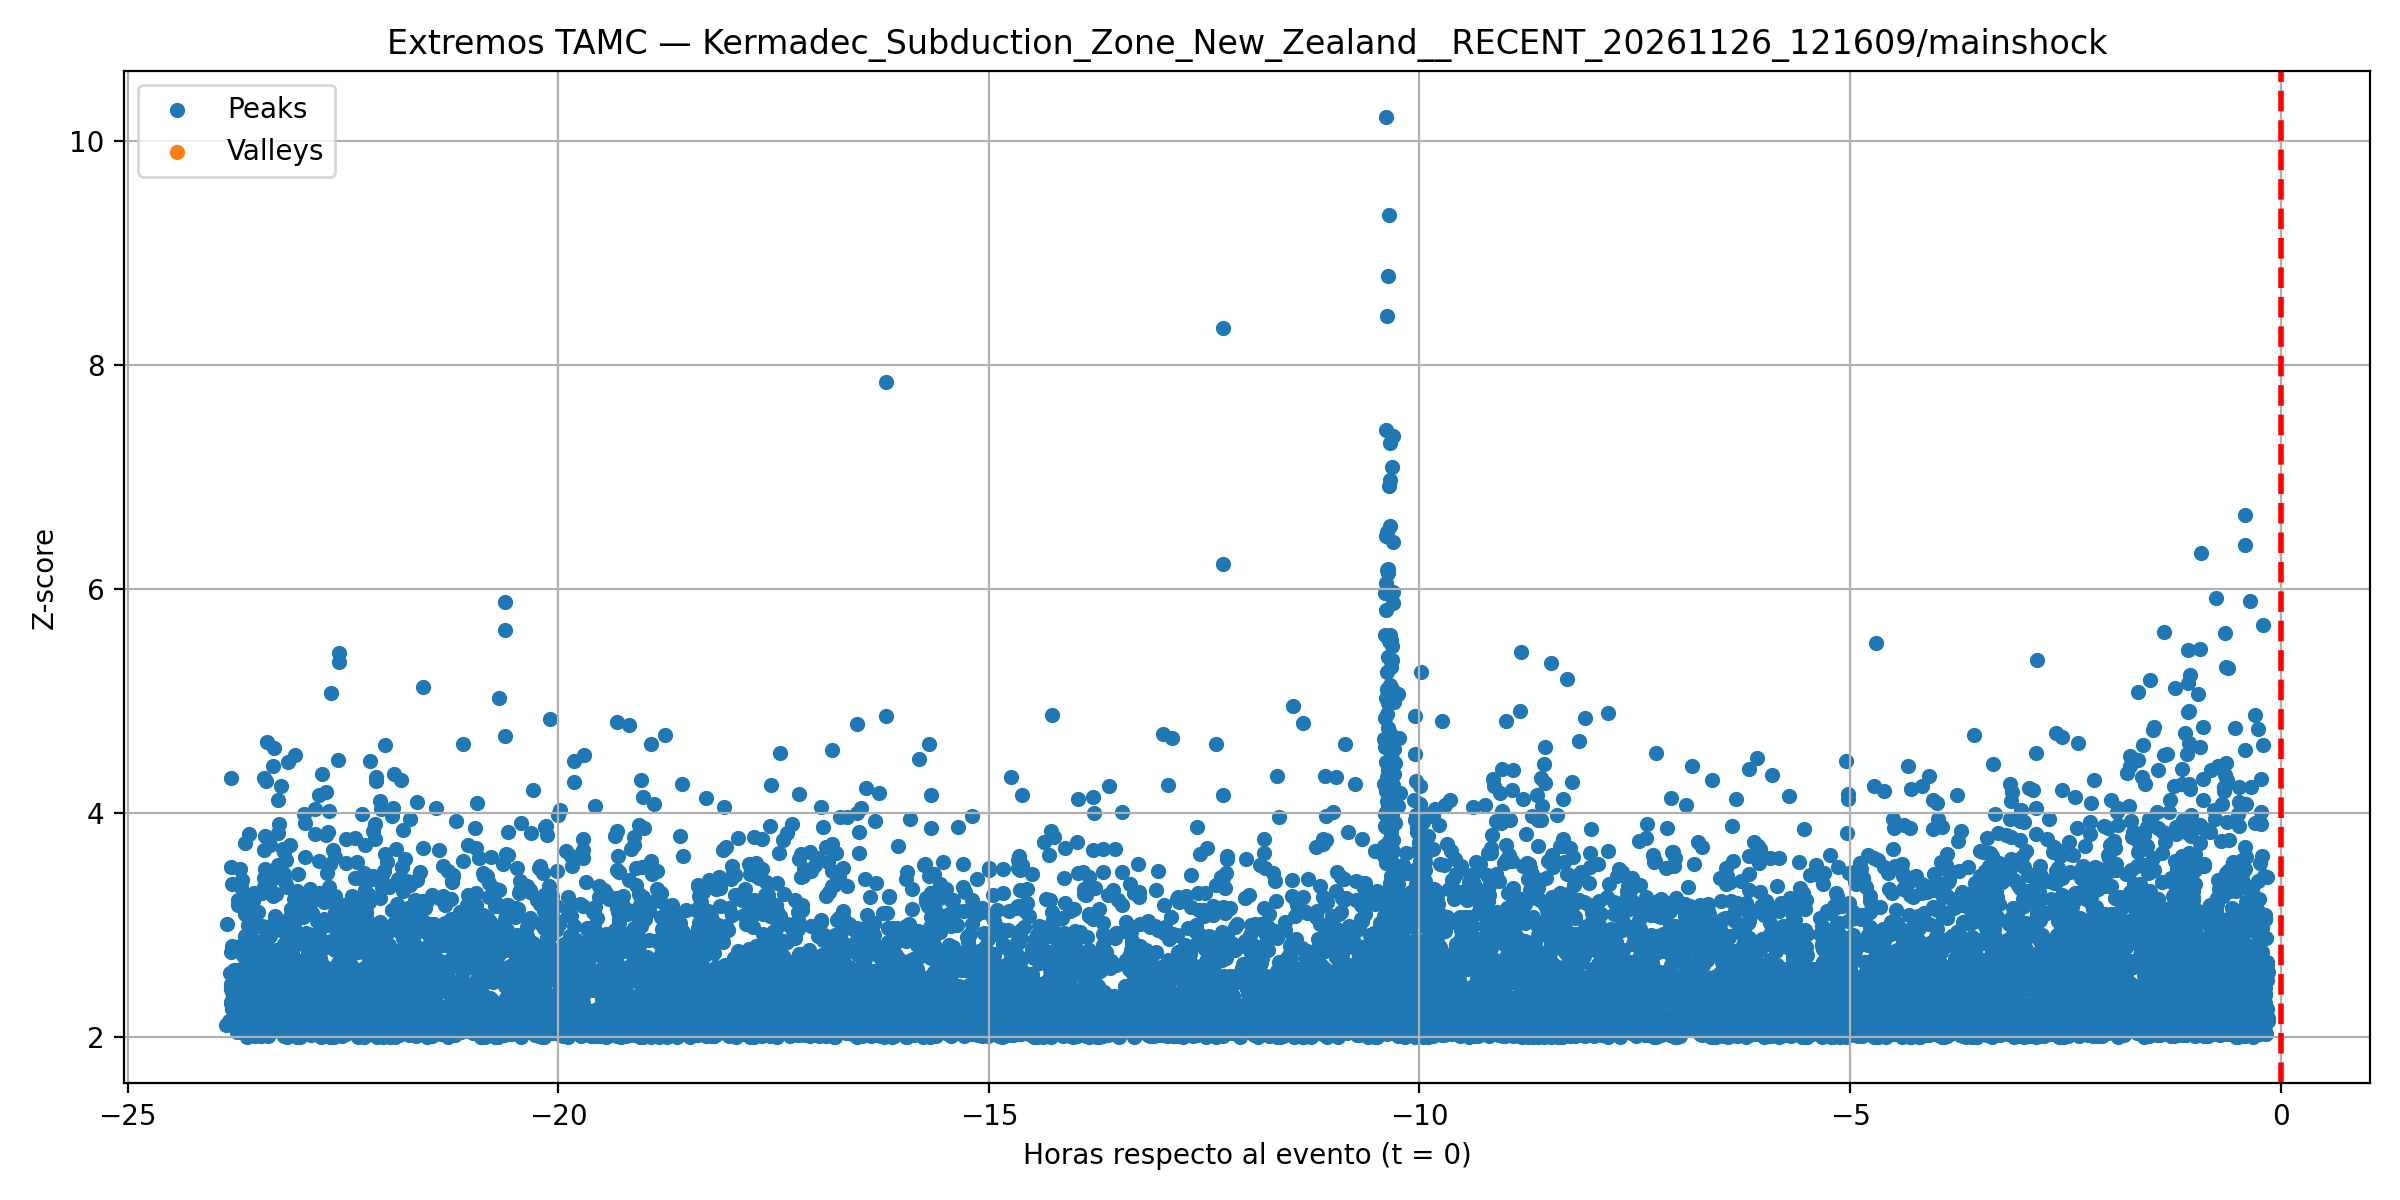 Extremos TAMC — Kermadec_Subduction_Zone_New_Zealand__RECENT_20261126_121609/mainshock
Peaks
Valleys
10
8
6
4
2
Z-score
−25
−20
−15
−10
−5
0
Horas respecto al evento (t = 0)